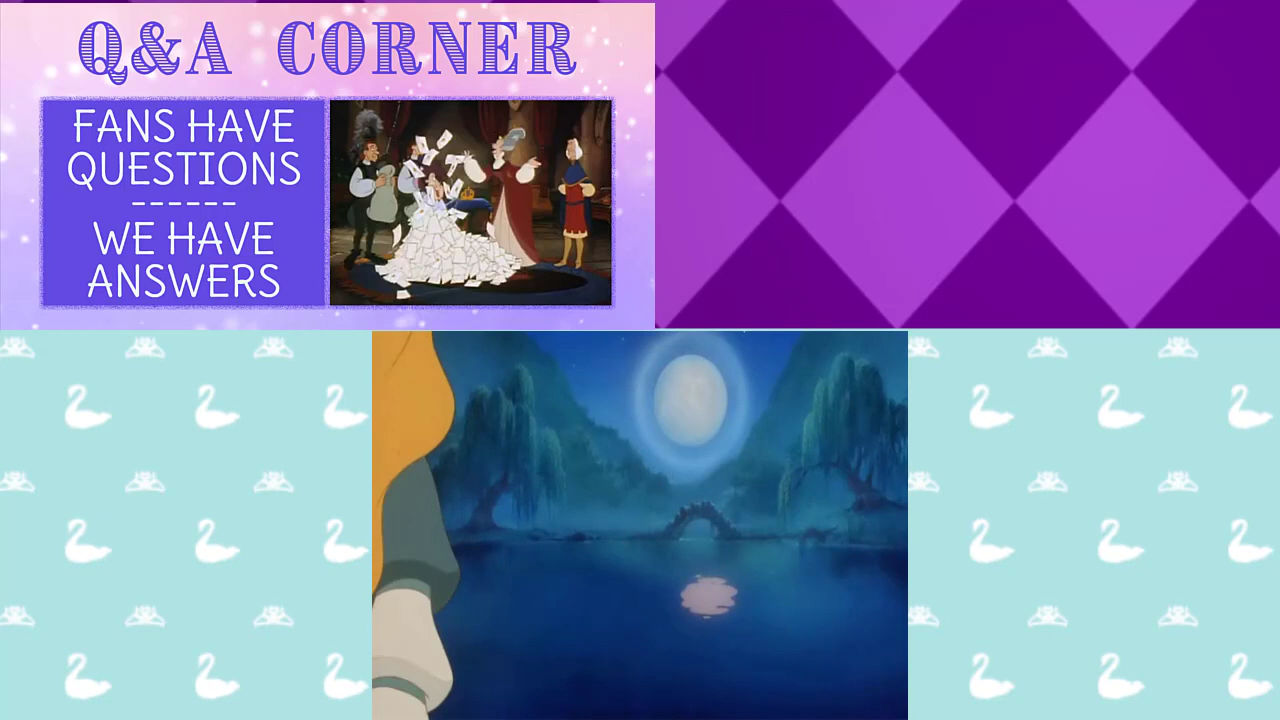 Q&A CORNER
FANS HAVE
QUESTIONS
------
WE HAVE
ANSWERS